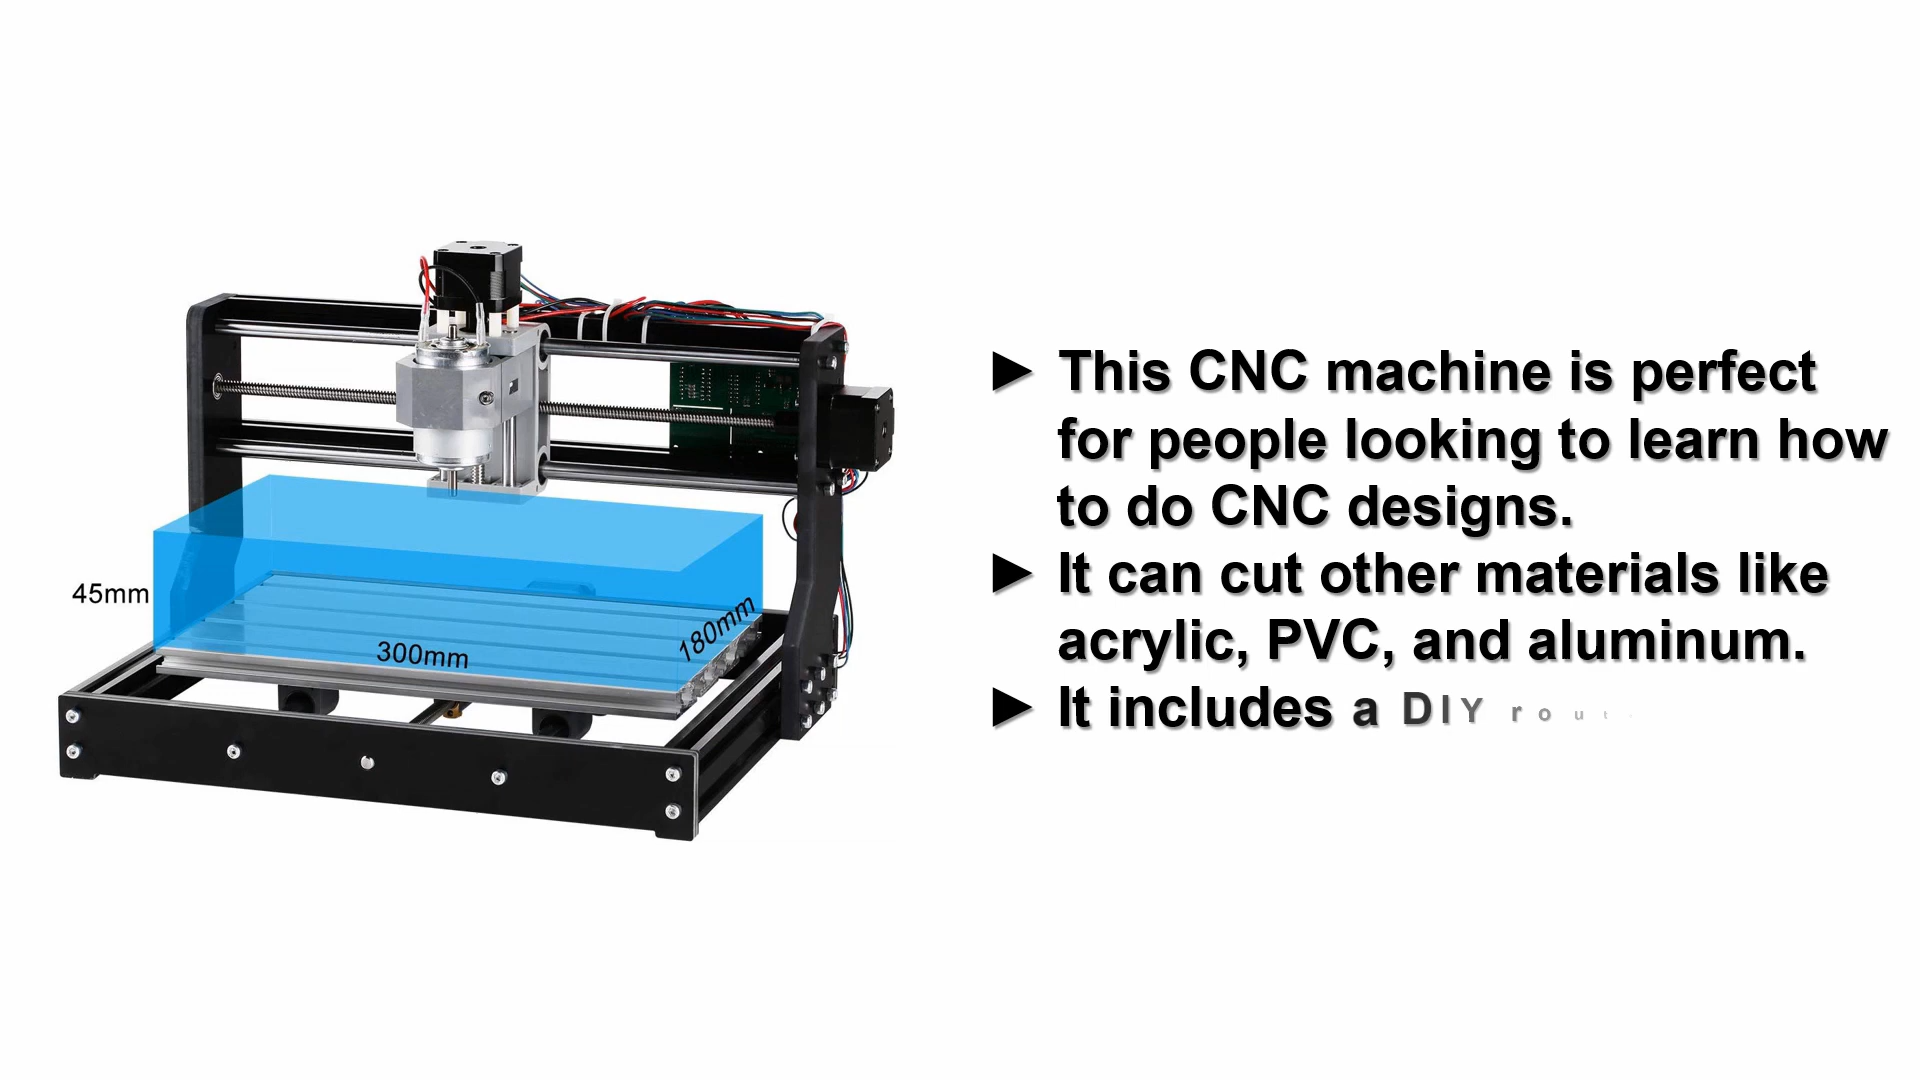 45mm
300mm
180mm
► This CNC machine is perfect
for people looking to learn how
to do CNC designs.
► It can cut other materials like
acrylic, PVC, and aluminum.
► It includes a DIY